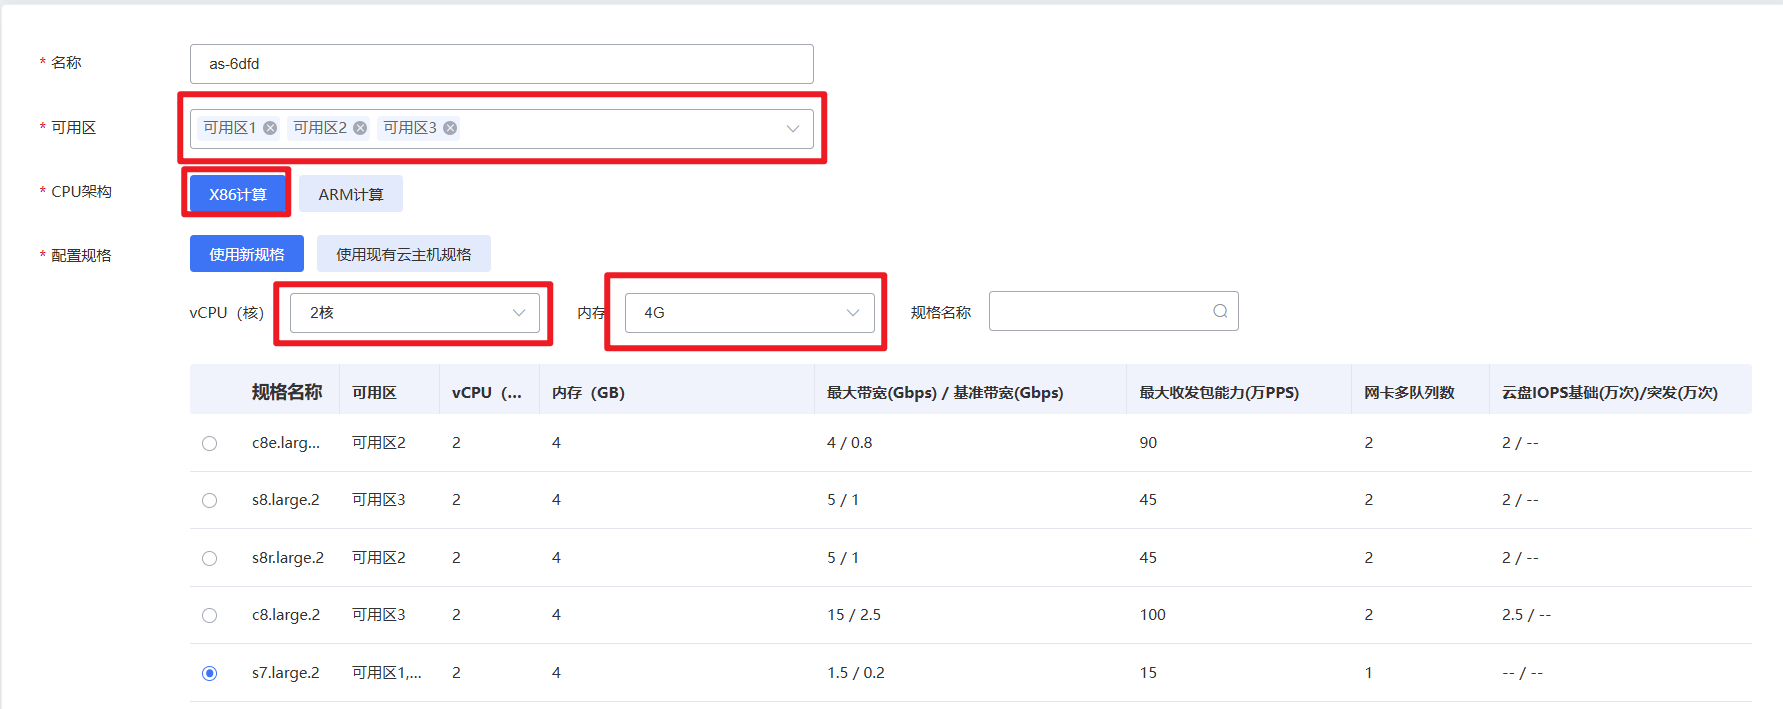 * 名称 as-6dfd
* 可用区 可用区1 可用区2 可用区3
* CPU架构 X86计算 ARM计算
* 配置规格 使用新规格 使用现有云主机规格
vCPU（核） 2核 内存 4G 规格名称
规格名称 可用区 vCPU（... 内存（GB) 最大带宽(Gbps) / 基准带宽(Gbps) 最大收发包能力(万PPS) 网卡多队列数 云盘IOPS基础(万次)/突发(万次)
c8e.larg... 可用区2 2 4 4 / 0.8 90 2 2 / --
s8.large.2 可用区3 2 4 5 / 1 45 2 2 / --
s8r.large.2 可用区2 2 4 5 / 1 45 2 2 / --
c8.large.2 可用区3 2 4 15 / 2.5 100 2 2.5 / --
s7.large.2 可用区1,... 2 4 1.5 / 0.2 15 1 -- / --